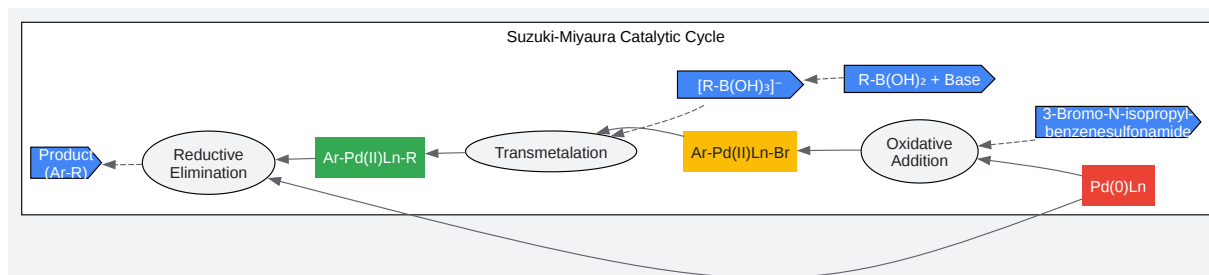 Suzuki-Miyaura Catalytic Cycle
[R-B(OH)₃]⁻
R-B(OH)₂ + Base
3-Bromo-N-isopropyl-
benzenesulfonamide
Product
(Ar-R)
Reductive
Elimination
Ar-Pd(II)Ln-R
Transmetalation
Ar-Pd(II)Ln-Br
Oxidative
Addition
Pd(0)Ln